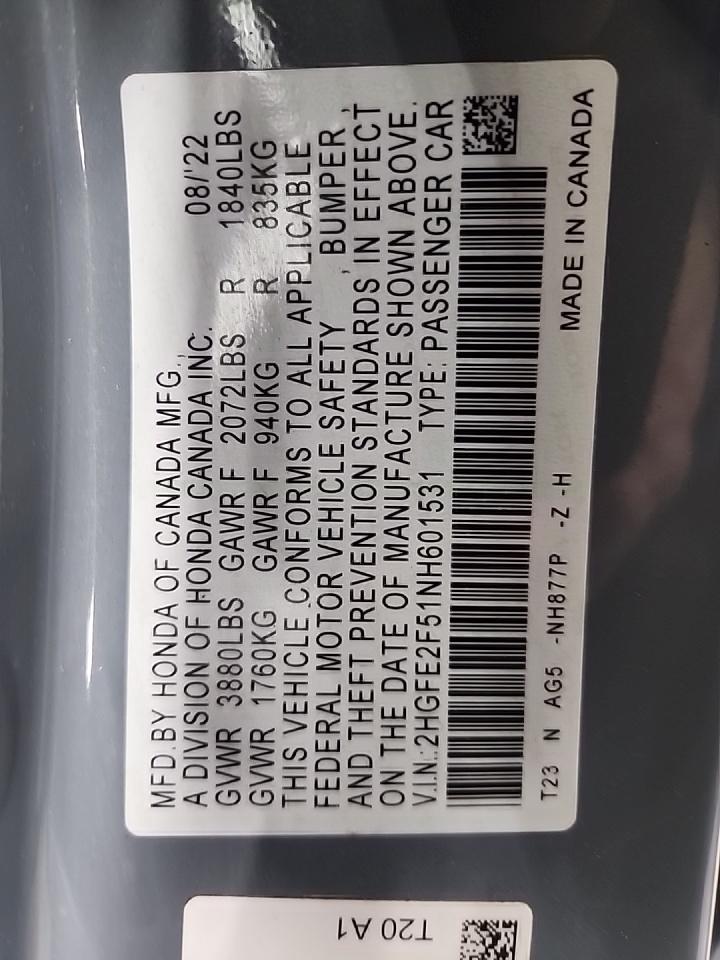 MFD.BY HONDA OF CANADA MFG.,
A DIVISION OF HONDA CANADA INC. 08/'22
GVWR 3880LBS GAWR F 2072LBS R 1840LBS
GVWR 1760KG GAWR F 940KG R 835KG
THIS VEHICLE CONFORMS TO ALL APPLICABLE
FEDERAL MOTOR VEHICLE SAFETY , BUMPER ,
AND THEFT PREVENTION STANDARDS IN EFFECT
ON THE DATE OF MANUFACTURE SHOWN ABOVE.
V.I.N.:2HGFE2F51NH601531 TYPE: PASSENGER CAR
T23 N AG5 -NH877P -Z -H MADE IN CANADA
T20 A1